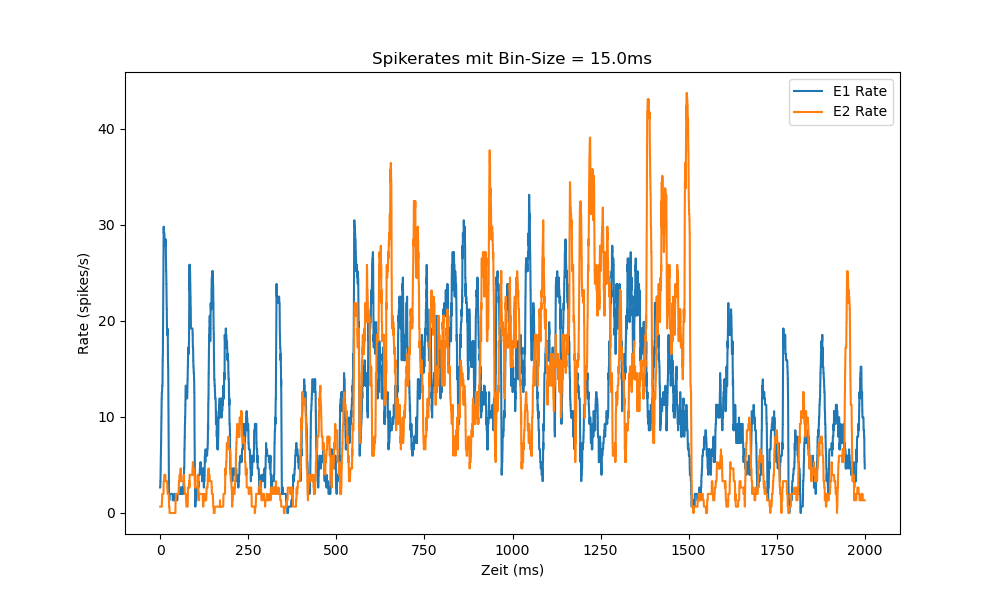 Spikerates mit Bin-Size = 15.0ms
E1 Rate
E2 Rate
Rate (spikes/s)
40
30
20
10
0
0 250 500 750 1000 1250 1500 1750 2000
Zeit (ms)